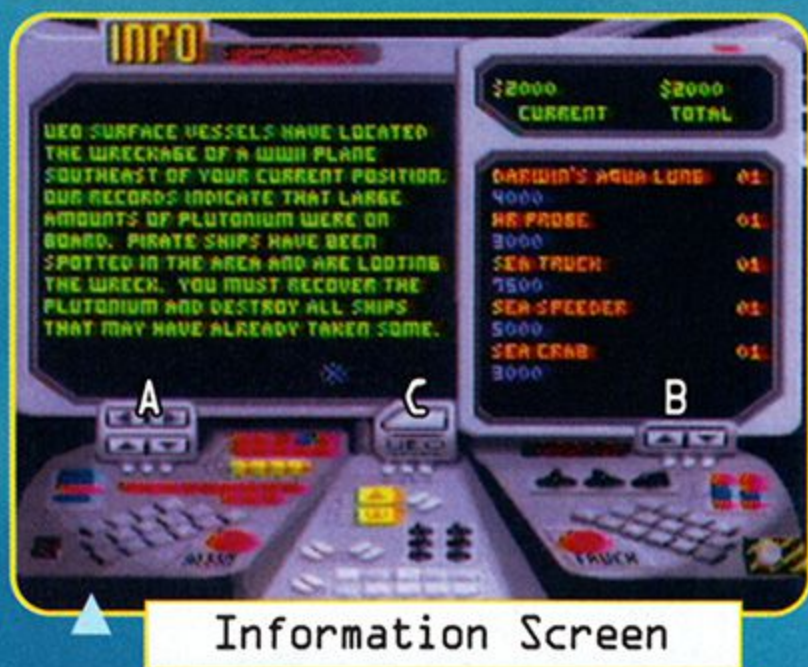 INFO
UEO SURFACE VESSELS HAVE LOCATED
THE WRECKAGE OF A WWII PLANE
SOUTHEAST OF YOUR CURRENT POSITION.
OUR RECORDS INDICATE THAT LARGE
AMOUNTS OF PLUTONIUM WERE ON
BOARD. PIRATE SHIPS HAVE BEEN
SPOTTED IN THE AREA AND ARE LOOTING
THE WRECK. YOU MUST RECOVER THE
PLUTONIUM AND DESTROY ALL SHIPS
THAT MAY HAVE ALREADY TAKEN SOME.
$2000 $2000
CURRENT TOTAL
DARWIN'S AQUA LUNG 01
4000
HR PROBE 01
3000
SEA TRUCK 01
7500
SEA SPEEDER 01
5000
SEA CRAB 01
3000
A
C
B
UEO
TRUCK
Information Screen